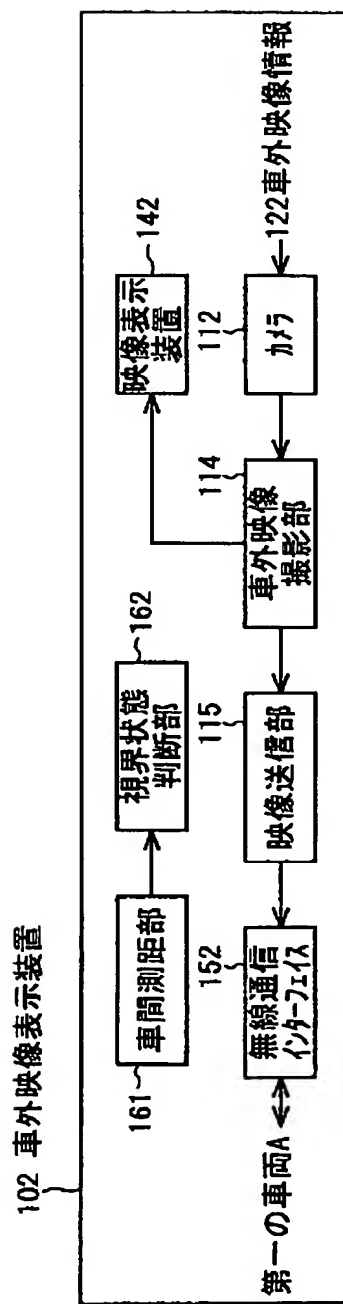 102 車外映像表示装置
161
車間測距部
162
視界状態
判断部
142
映像表示
装置
第一の車両A
152
無線通信
インターフェイス
115
映像送信部
114
車外映像
撮影部
112
カメラ
122車外映像情報